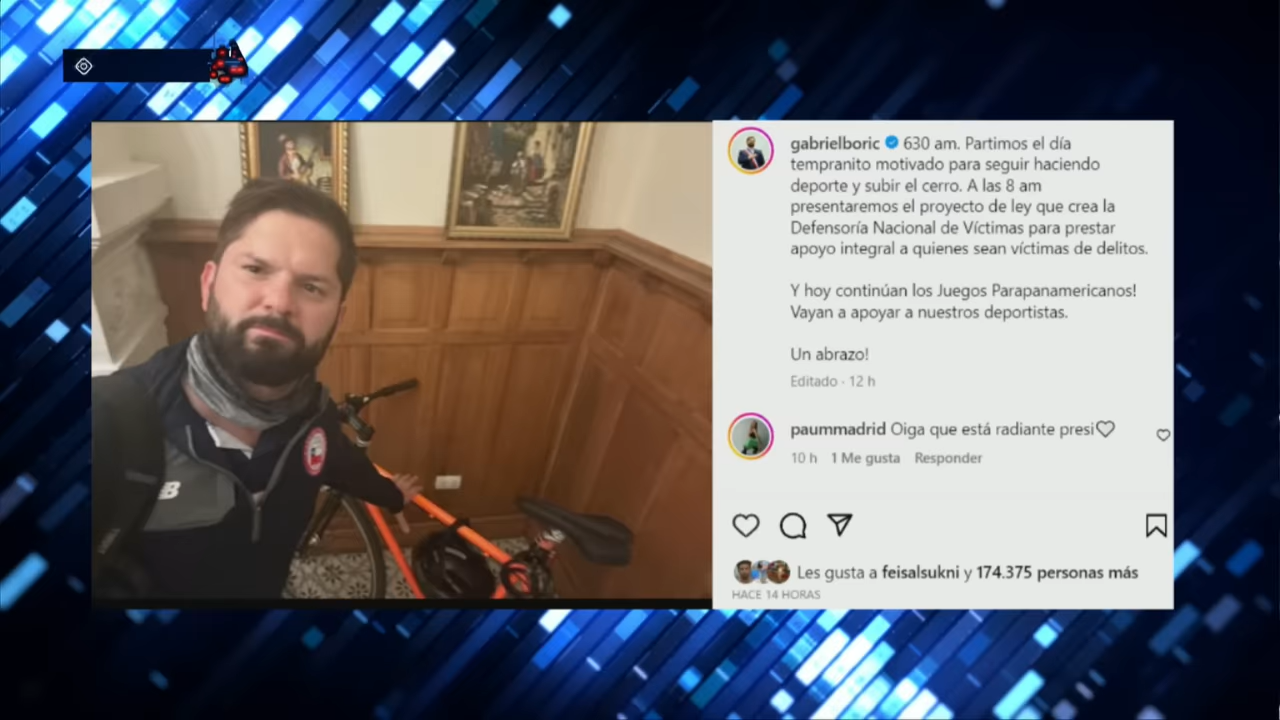 gabrielboric 630 am. Partimos el día
tempranito motivado para seguir haciendo
deporte y subir el cerro. A las 8 am
presentaremos el proyecto de ley que crea la
Defensoría Nacional de Víctimas para prestar
apoyo integral a quienes sean víctimas de delitos.
Y hoy continúan los Juegos Parapanamericanos!
Vayan a apoyar a nuestros deportistas.
Un abrazo!
Editado · 12 h
paummadrid Oiga que está radiante presi♡
10 h 1 Me gusta Responder
Les gusta a feisalsukni y 174.375 personas más
HACE 14 HORAS